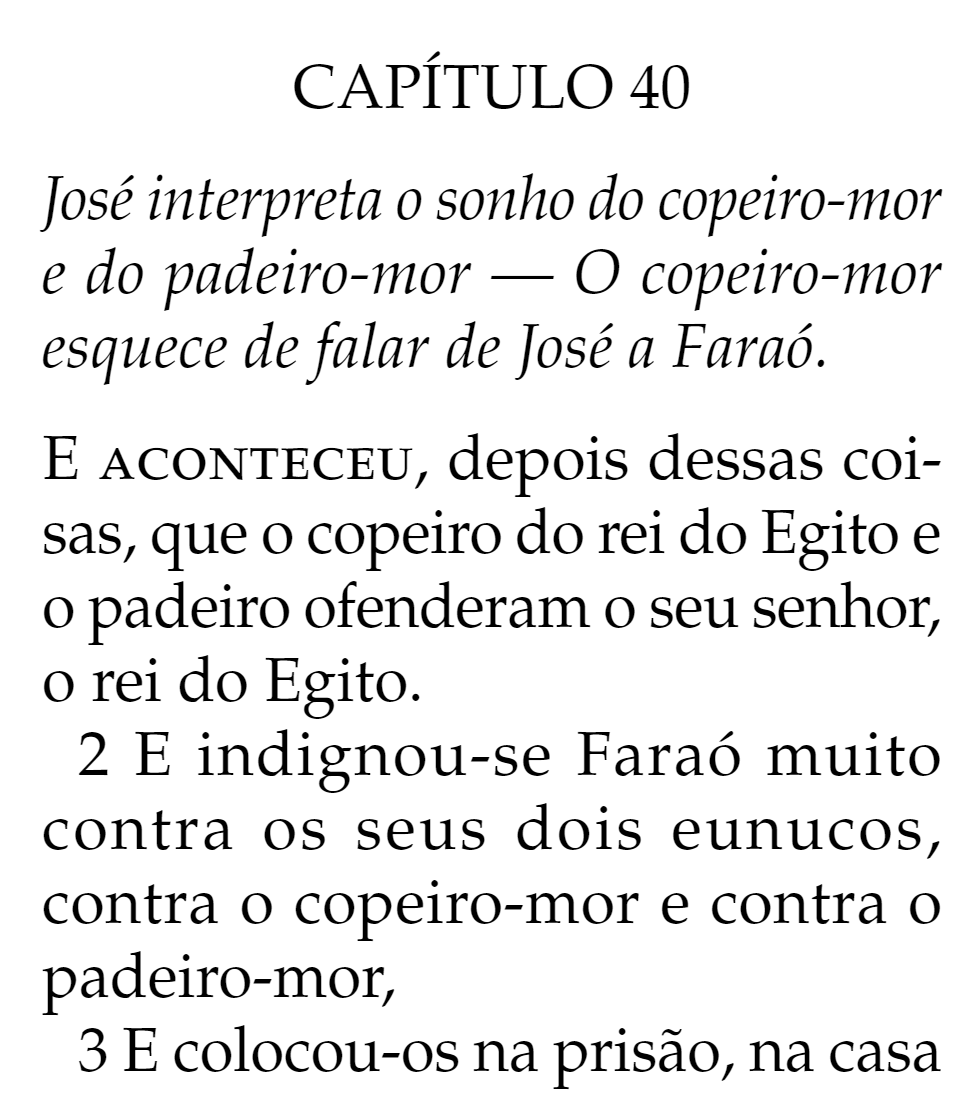 CAPÍTULO 40
José interpreta o sonho do copeiro-mor
e do padeiro-mor — O copeiro-mor
esquece de falar de José a Faraó.
E ACONTECEU, depois dessas coi-
sas, que o copeiro do rei do Egito e
o padeiro ofenderam o seu senhor,
o rei do Egito.
2 E indignou-se Faraó muito
contra os seus dois eunucos,
contra o copeiro-mor e contra o
padeiro-mor,
3 E colocou-os na prisão, na casa